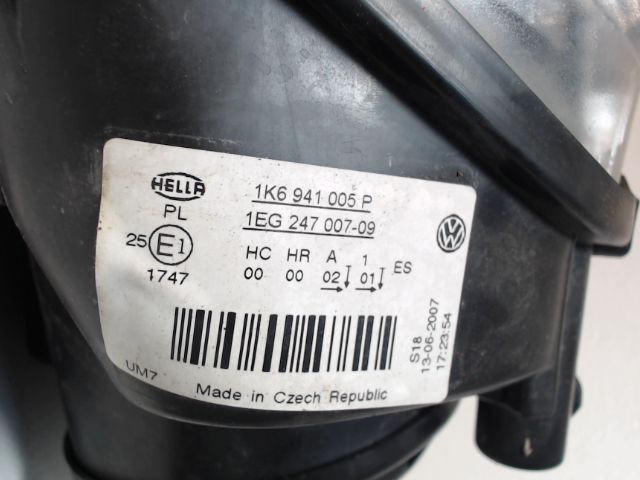 HELLA
1K6 941 005 P
PL
1EG 247 007-09
25 E1
HC HR A 1
00 00 02 01 ES
1747
S18
13-06-2007
17:23:54
UM7
Made in Czech Republic